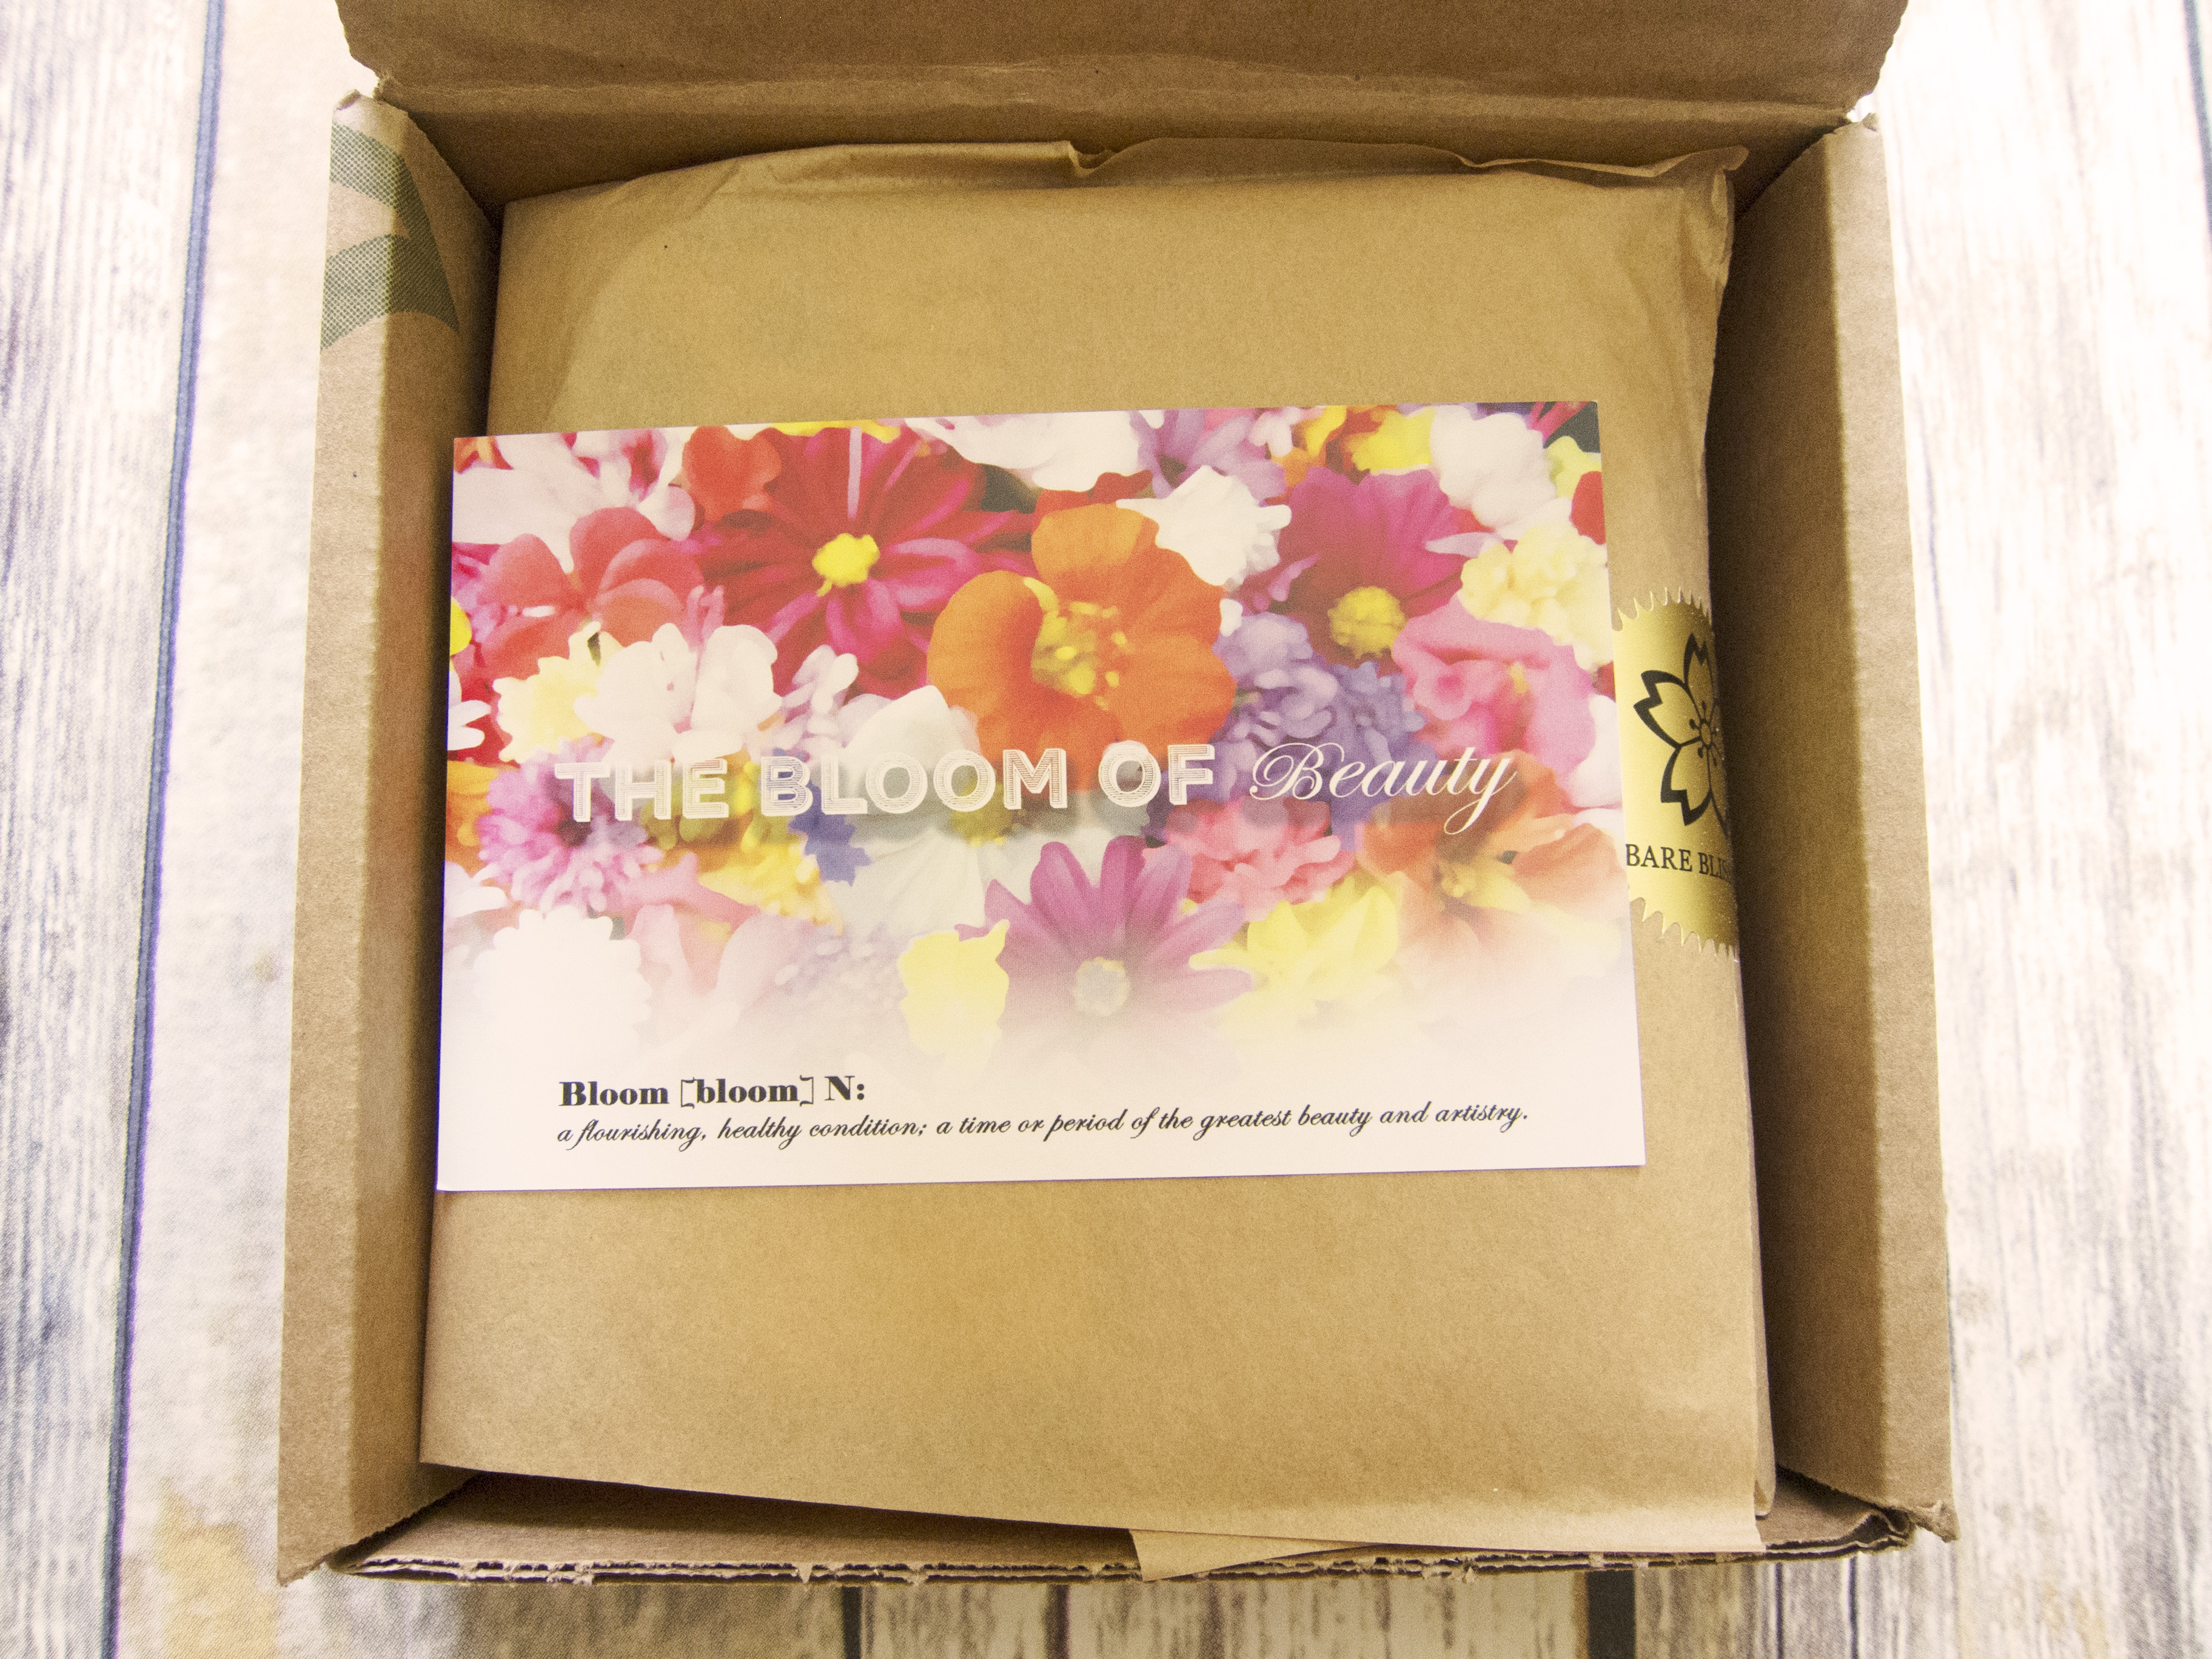 THE BLOOM OF Beauty
BARE
Bloom [bloom] N:
a flourishing, healthy condition; a time or period of the greatest beauty and artistry.